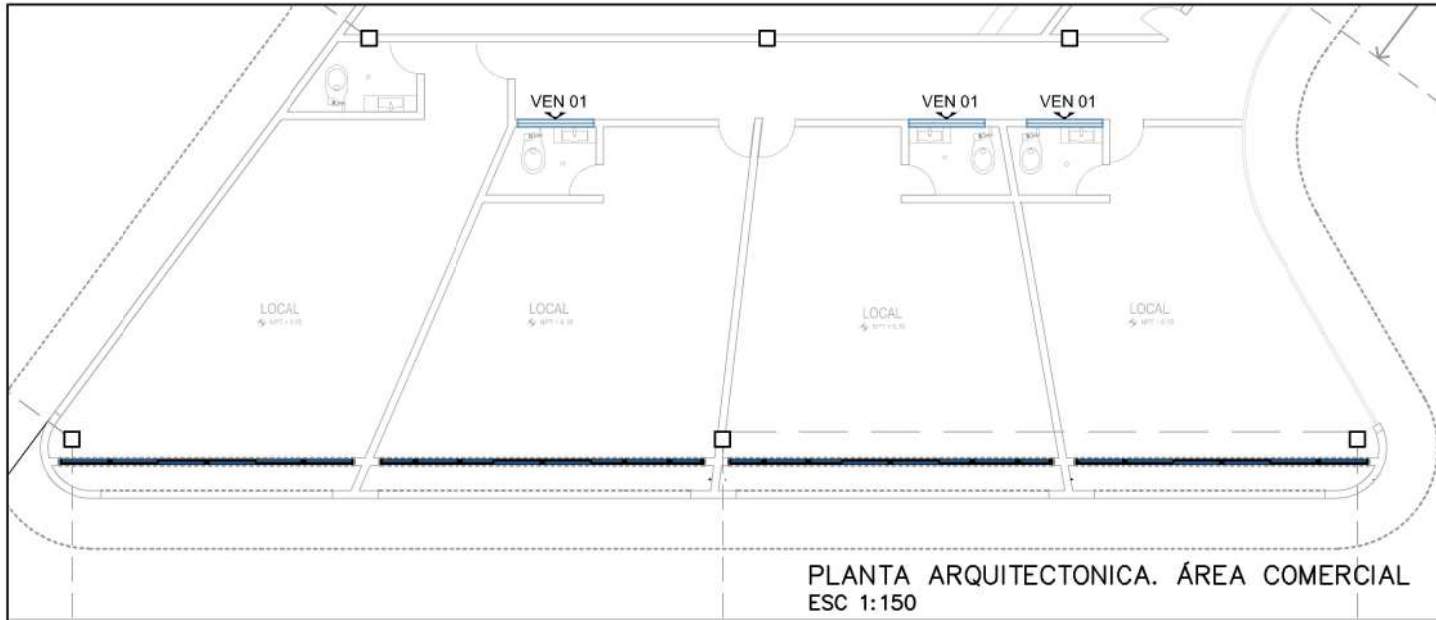 VEN 01
VEN 01
VEN 01
LOCAL
LOCAL
LOCAL
LOCAL
PLANTA ARQUITECTONICA. ÁREA COMERCIAL
ESC 1:150